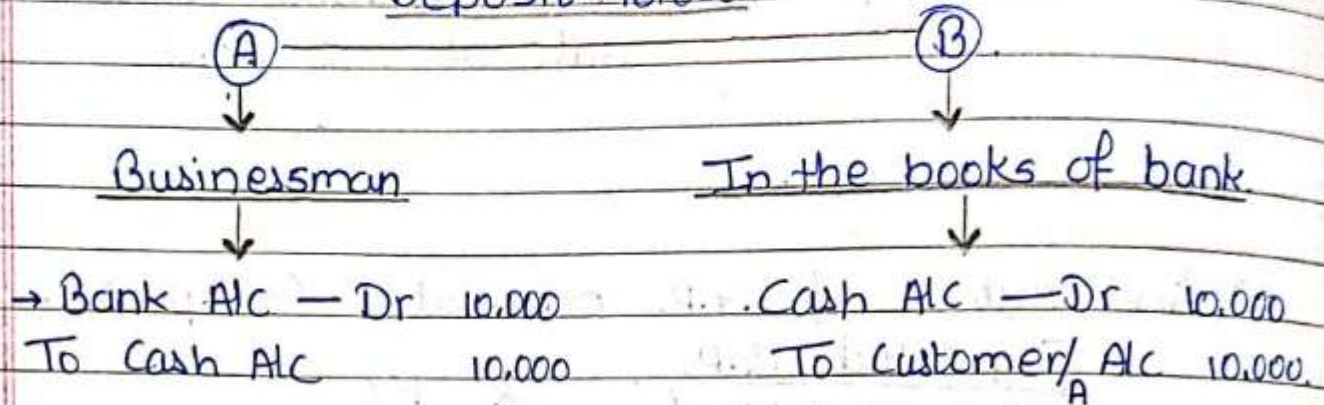 A B.
Businessman In the books of bank.
→ Bank A/C — Dr 10.000 Cash A/C — Dr 10.000
To Cash A/C 10.000 To Customer/A A/C 10.000.